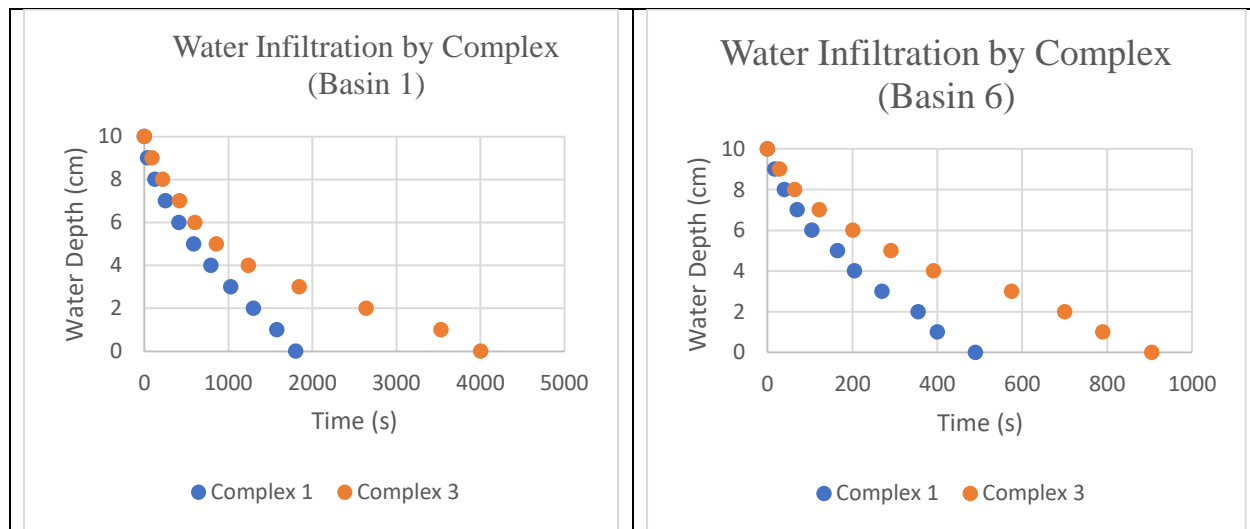 Water Infiltration by Complex
(Basin 1)
10
8
6
4
2
0
Water Depth (cm)
0 1000 2000 3000 4000 5000
Time (s)
Complex 1 Complex 3
Water Infiltration by Complex
(Basin 6)
10
8
6
4
2
0
Water Depth (cm)
0 200 400 600 800 1000
Time (s)
Complex 1 Complex 3